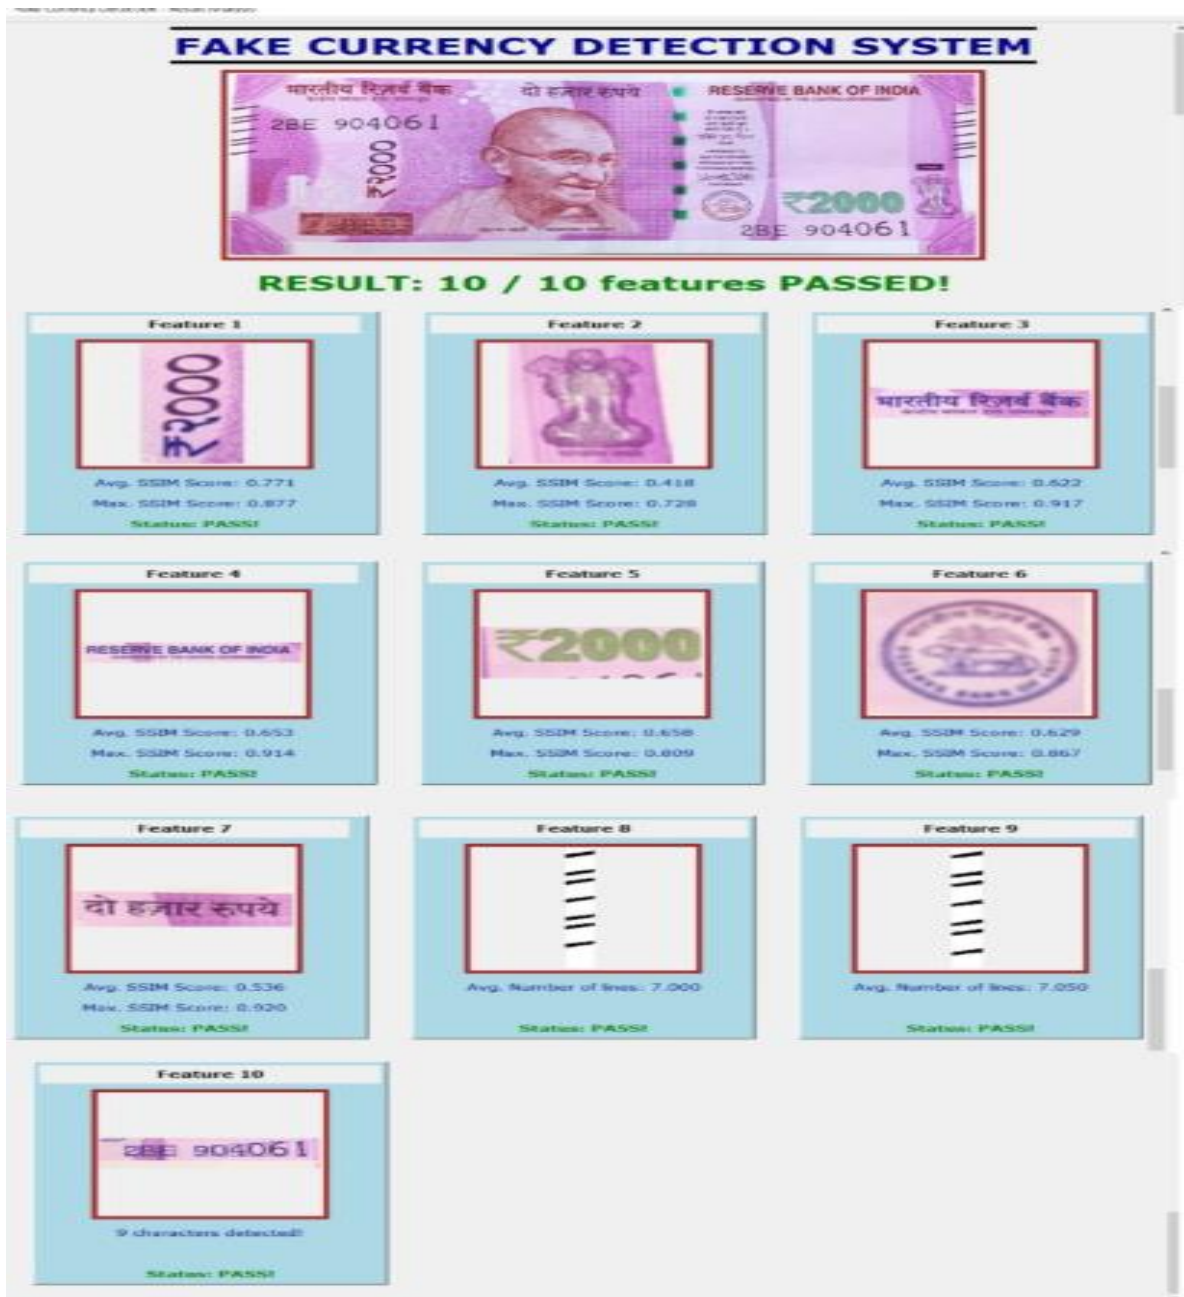 FAKE CURRENCY DETECTION SYSTEM
भारतीय रिज़र्व बैंक दो हज़ार रुपये RESERVE BANK OF INDIA
2BE 904061
₹२०००
₹2000
2BE 904061
RESULT: 10 / 10 features PASSED!
Feature 1 Feature 2 Feature 3
₹२०००
भारतीय रिज़र्व बैंक
Avg. SSIM Score: 0.771 Avg. SSIM Score: 0.418 Avg. SSIM Score: 0.622
Max. SSIM Score: 0.877 Max. SSIM Score: 0.728 Max. SSIM Score: 0.917
Status: PASS! Status: PASS! Status: PASS!
Feature 4 Feature 5 Feature 6
RESERVE BANK OF INDIA ₹2000
Avg. SSIM Score: 0.653 Avg. SSIM Score: 0.658 Avg. SSIM Score: 0.629
Max. SSIM Score: 0.914 Max. SSIM Score: 0.809 Max. SSIM Score: 0.867
Status: PASS! Status: PASS! Status: PASS!
Feature 7 Feature 8 Feature 9
दो हज़ार रुपये
Avg. SSIM Score: 0.536 Avg. Number of lines: 7.000 Avg. Number of lines: 7.050
Max. SSIM Score: 0.920
Status: PASS! Status: PASS! Status: PASS!
Feature 10
2BE 904061
9 characters detected!
Status: PASS!